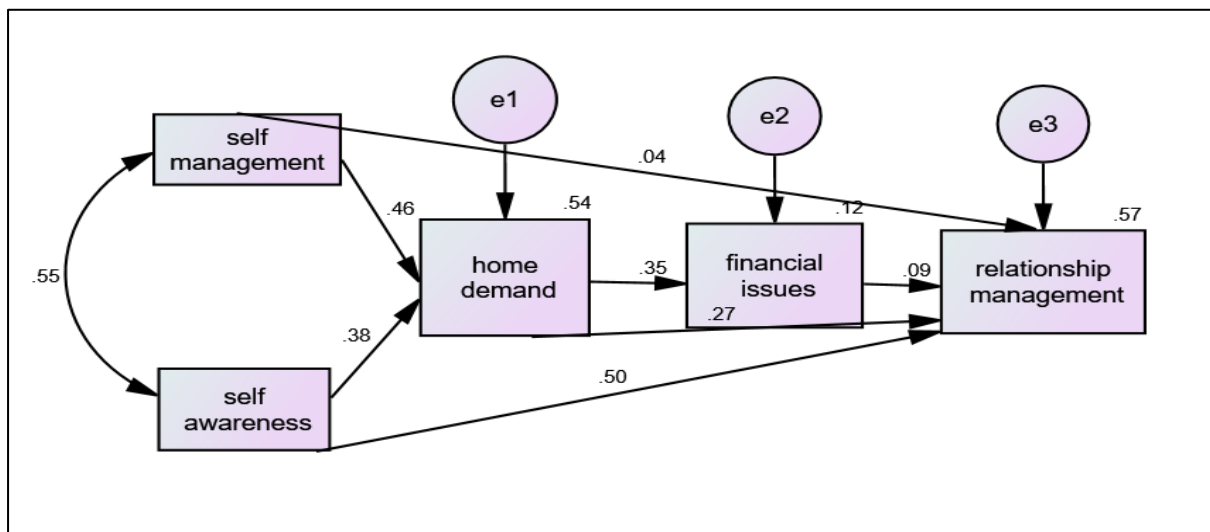 e1
e2
e3
self
management
.04
.46
.54
.12
.57
home
demand
.35
financial
issues
.09
relationship
management
.55
.27
.38
.50
self
awareness